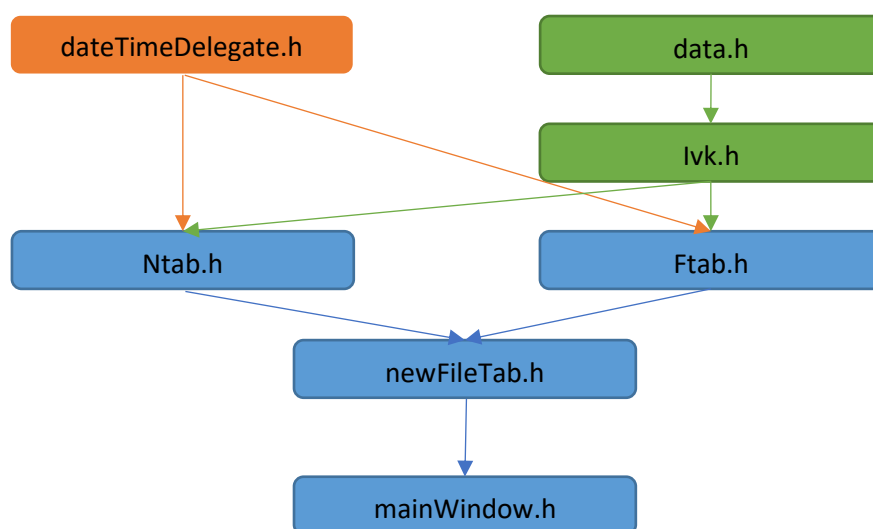 dateTimeDelegate.h
data.h
Ivk.h
Ntab.h
Ftab.h
newFileTab.h
mainWindow.h